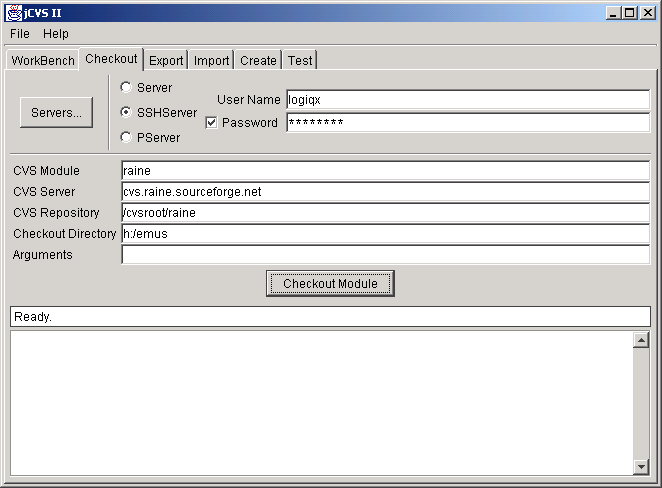 jCVS II
File Help
WorkBench Checkout Export Import Create Test
Servers...
Server
SSHServer
PServer
User Name logiqx
Password ********
CVS Module raine
CVS Server cvs.raine.sourceforge.net
CVS Repository /cvsroot/raine
Checkout Directory h:/emus
Arguments
Checkout Module
Ready.